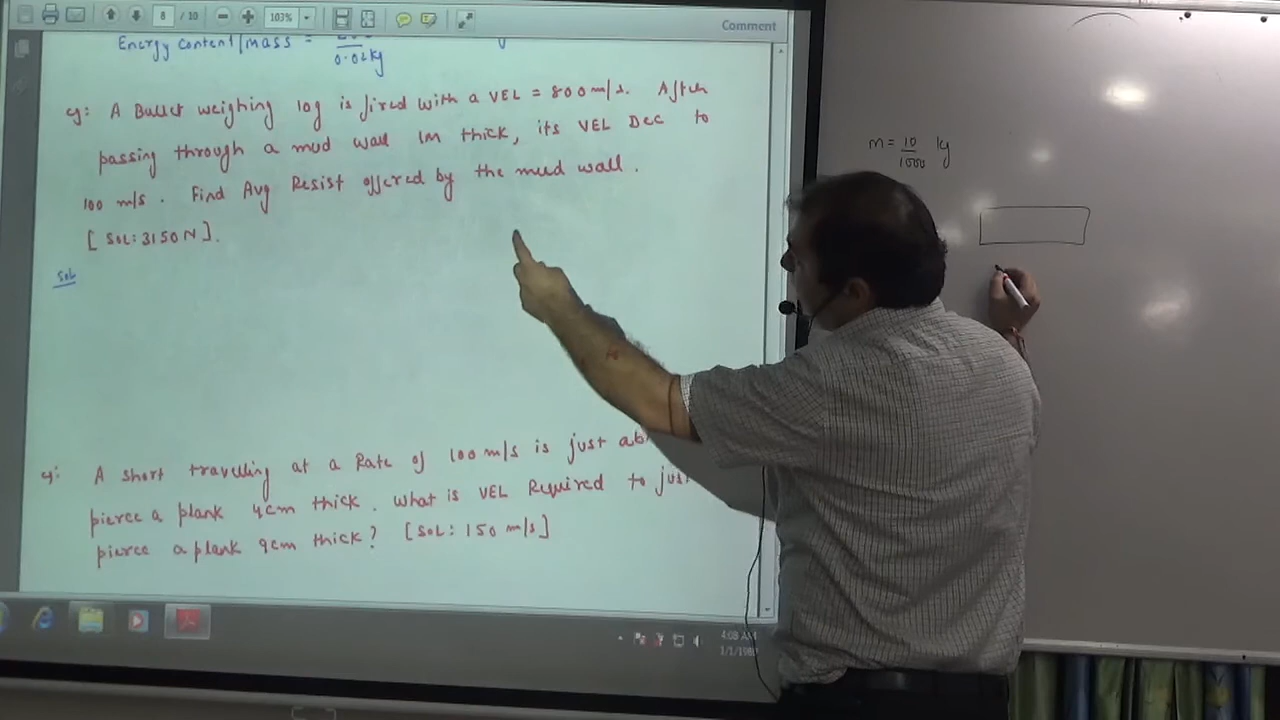 8 / 10
103%
Comment
Energy content/mass =
0.02kg
eg: A Bullet weighing 10g is fired with a VEL = 800 m/s. After
passing through a mud wall 1m thick, its VEL Dec to
100 m/s. Find Avg Resist offered by the mud wall.
[SOL: 3150 N].
Sol
eg: A short travelling at a Rate of 100 m/s is just
pierce a plank 4cm thick. What is VEL Required to just
pierce a plank 9cm thick? [SOL: 150 m/s]
m = 10/1000 kg